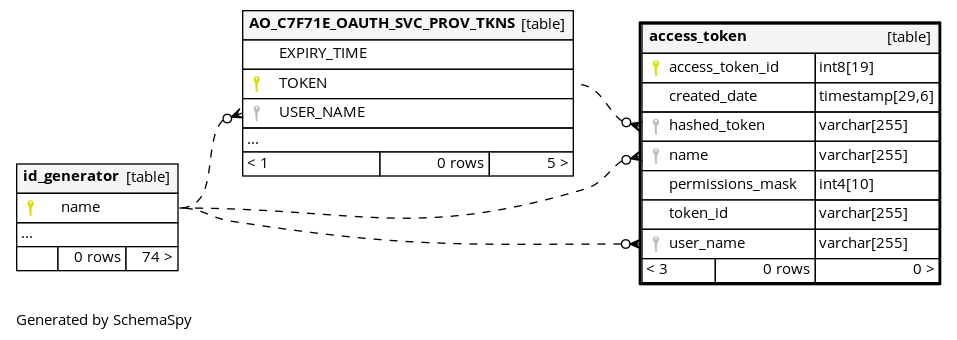 AO_C7F71E_OAUTH_SVC_PROV_TKNS [table]
EXPIRY_TIME
TOKEN
USER_NAME
...
< 1 0 rows 5 >
access_token [table]
access_token_id int8[19]
created_date timestamp[29,6]
hashed_token varchar[255]
name varchar[255]
permissions_mask int4[10]
token_id varchar[255]
user_name varchar[255]
< 3 0 rows 0 >
id_generator [table]
name
...
0 rows 74 >
Generated by SchemaSpy